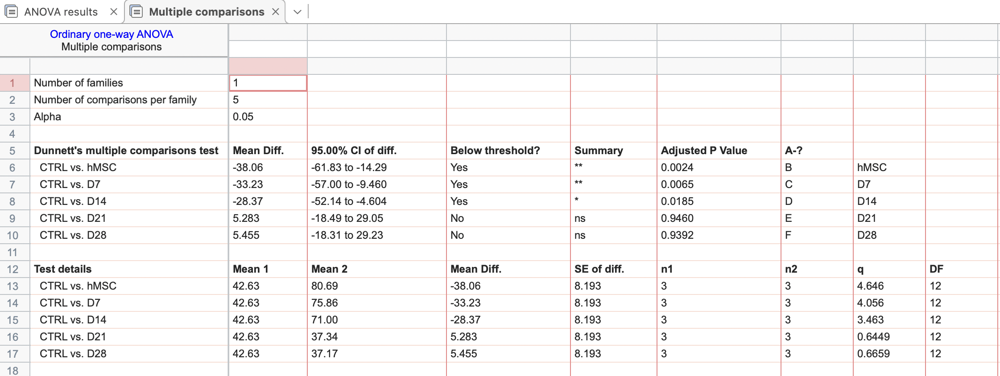 ANOVA results
Multiple comparisons
Ordinary one-way ANOVA
Multiple comparisons
1 Number of families 1
2 Number of comparisons per family 5
3 Alpha 0.05
4
5 Dunnett's multiple comparisons test Mean Diff. 95.00% CI of diff. Below threshold? Summary Adjusted P Value A-?
6 CTRL vs. hMSC -38.06 -61.83 to -14.29 Yes ** 0.0024 B hMSC
7 CTRL vs. D7 -33.23 -57.00 to -9.460 Yes ** 0.0065 C D7
8 CTRL vs. D14 -28.37 -52.14 to -4.604 Yes * 0.0185 D D14
9 CTRL vs. D21 5.283 -18.49 to 29.05 No ns 0.9460 E D21
10 CTRL vs. D28 5.455 -18.31 to 29.23 No ns 0.9392 F D28
11
12 Test details Mean 1 Mean 2 Mean Diff. SE of diff. n1 n2 q DF
13 CTRL vs. hMSC 42.63 80.69 -38.06 8.193 3 3 4.646 12
14 CTRL vs. D7 42.63 75.86 -33.23 8.193 3 3 4.056 12
15 CTRL vs. D14 42.63 71.00 -28.37 8.193 3 3 3.463 12
16 CTRL vs. D21 42.63 37.34 5.283 8.193 3 3 0.6449 12
17 CTRL vs. D28 42.63 37.17 5.455 8.193 3 3 0.6659 12
18